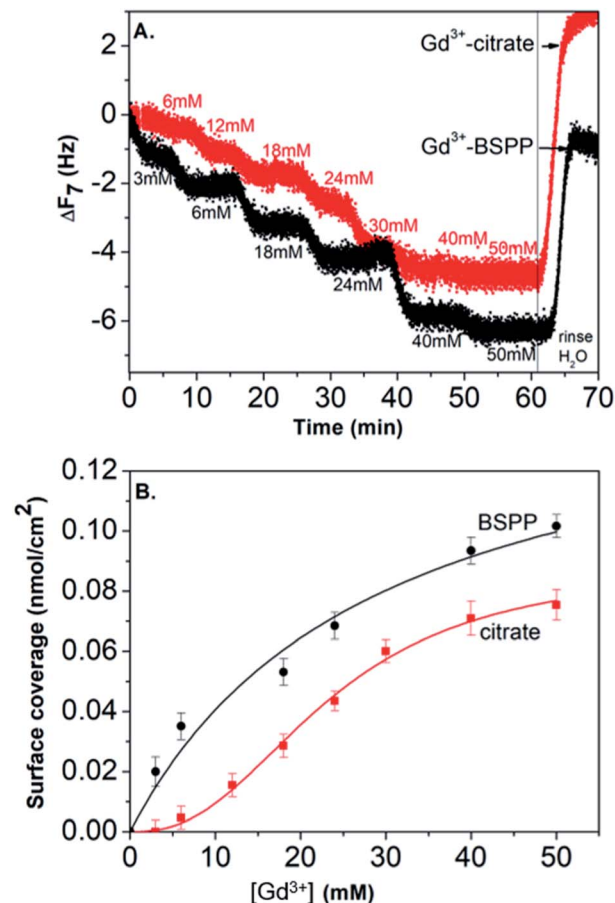 A.
2
0
-2
-4
-6
ΔF₇ (Hz)
6mM
12mM
18mM
24mM
30mM
40mM
50mM
3mM
6mM
18mM
24mM
40mM
50mM
Gd³⁺-citrate
Gd³⁺-BSPP
rinse
H₂O
0 10 20 30 40 50 60 70
Time (min)
B.
0.12
0.10
0.08
0.06
0.04
0.02
0.00
Surface coverage (nmol/cm²)
BSPP
citrate
0 10 20 30 40 50
[Gd³⁺] (mM)